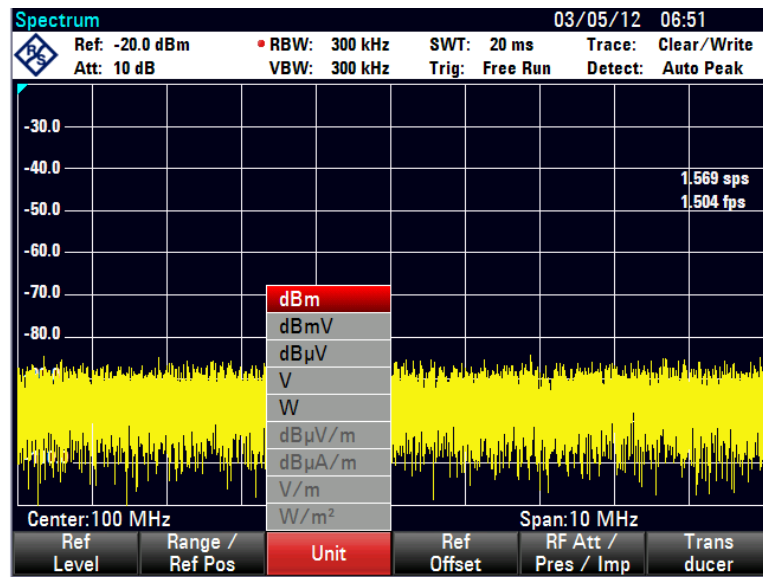 Spectrum 03/05/12 06:51
R&S
Ref: -20.0 dBm • RBW: 300 kHz SWT: 20 ms Trace: Clear/Write
Att: 10 dB VBW: 300 kHz Trig: Free Run Detect: Auto Peak
-30.0
-40.0
1.569 sps
-50.0
1.504 fps
-60.0
-70.0
dBm
dBmV
-80.0
dBµV
V
W
dBµV/m
dBµA/m
V/m
W/m²
Center:100 MHz Span:10 MHz
Ref Level
Range / Ref Pos
Unit
Ref Offset
RF Att / Pres / Imp
Trans ducer